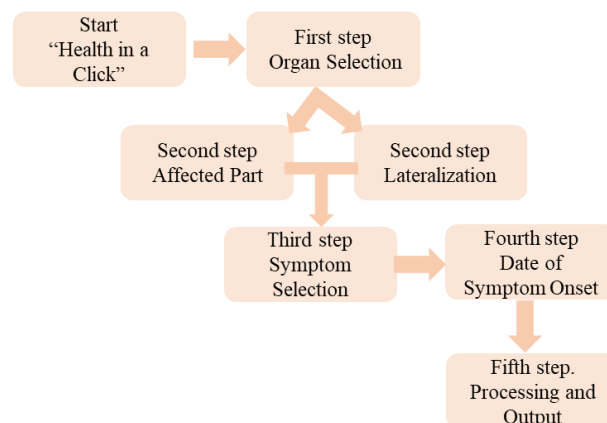 Start
“Health in a
Click”
First step
Organ Selection
Second step
Affected Part
Second step
Lateralization
Third step
Symptom
Selection
Fourth step
Date of
Symptom Onset
Fifth step.
Processing and
Output